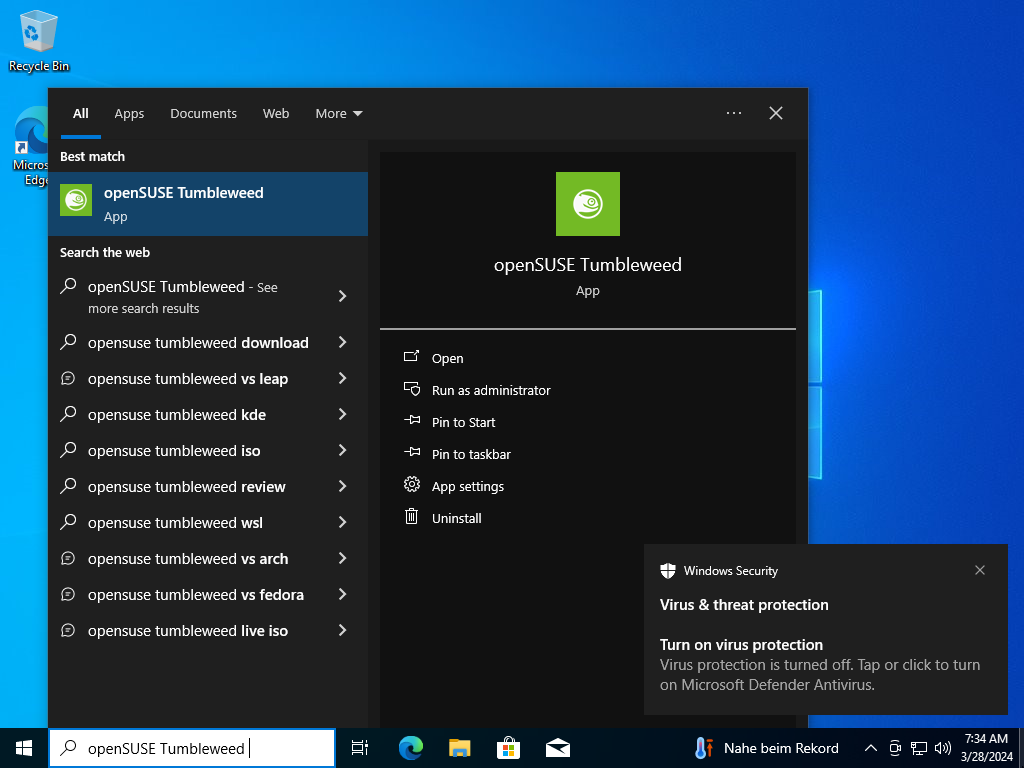 Recycle Bin
Micros
Edge
All Apps Documents Web More
Best match
openSUSE Tumbleweed
App
Search the web
openSUSE Tumbleweed - See
more search results
opensuse tumbleweed download
opensuse tumbleweed vs leap
opensuse tumbleweed kde
opensuse tumbleweed iso
opensuse tumbleweed review
opensuse tumbleweed wsl
opensuse tumbleweed vs arch
opensuse tumbleweed vs fedora
opensuse tumbleweed live iso
openSUSE Tumbleweed
App
Open
Run as administrator
Pin to Start
Pin to taskbar
App settings
Uninstall
Windows Security
Virus & threat protection
Turn on virus protection
Virus protection is turned off. Tap or click to turn
on Microsoft Defender Antivirus.
openSUSE Tumbleweed
Nahe beim Rekord
7:34 AM
3/28/2024